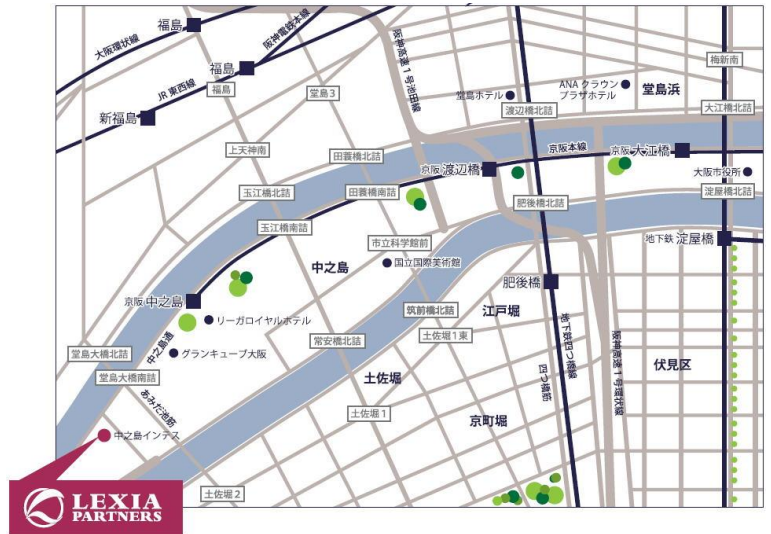 福島
大阪環状線
阪神電鉄本線
福島
JR 東西線
福島
新福島
阪神高速1号池田線
堂島3
堂島ホテル
渡辺橋北詰
ANA クラウン
プラザホテル
堂島浜
梅新南
大江橋北詰
上天神南
田蓑橋北詰
京阪 渡辺橋
京阪本線
京阪 大江橋
大阪市役所
玉江橋北詰
田蓑橋南詰
淀屋橋北詰
肥後橋北詰
玉江橋南詰
市立科学館前
地下鉄 淀屋橋
中之島
国立国際美術館
肥後橋
京阪 中之島
リーガロイヤルホテル
筑前橋北詰
江戸堀
地下鉄四つ橋線
阪神高速1号環状線
常安橋北詰
土佐堀1東
中之島通
堂島大橋北詰
グランキューブ大阪
堂島大橋南詰
土佐堀
四つ橋筋
伏見区
あみだ池筋
土佐堀1
京町堀
中之島インテス
土佐堀2
LEXIA
PARTNERS